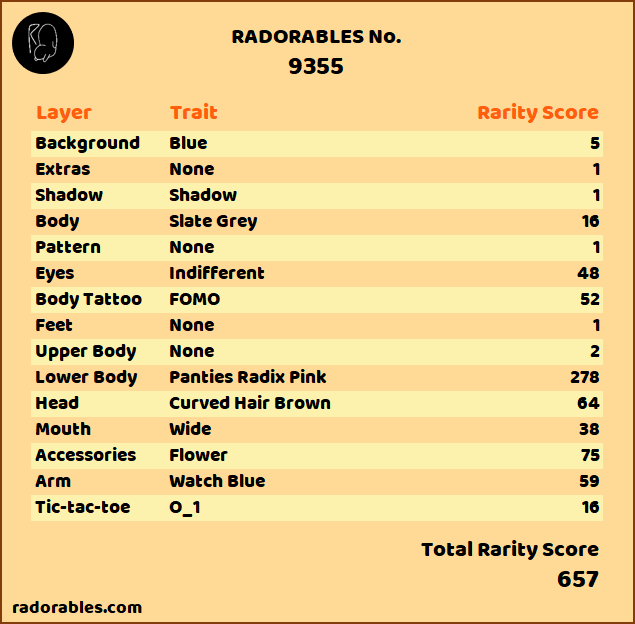 RADORABLES No.
9355
Layer Trait Rarity Score
Background Blue 5
Extras None 1
Shadow Shadow 1
Body Slate Grey 16
Pattern None 1
Eyes Indifferent 48
Body Tattoo FOMO 52
Feet None 1
Upper Body None 2
Lower Body Panties Radix Pink 278
Head Curved Hair Brown 64
Mouth Wide 38
Accessories Flower 75
Arm Watch Blue 59
Tic-tac-toe O_1 16
Total Rarity Score
657
radorables.com